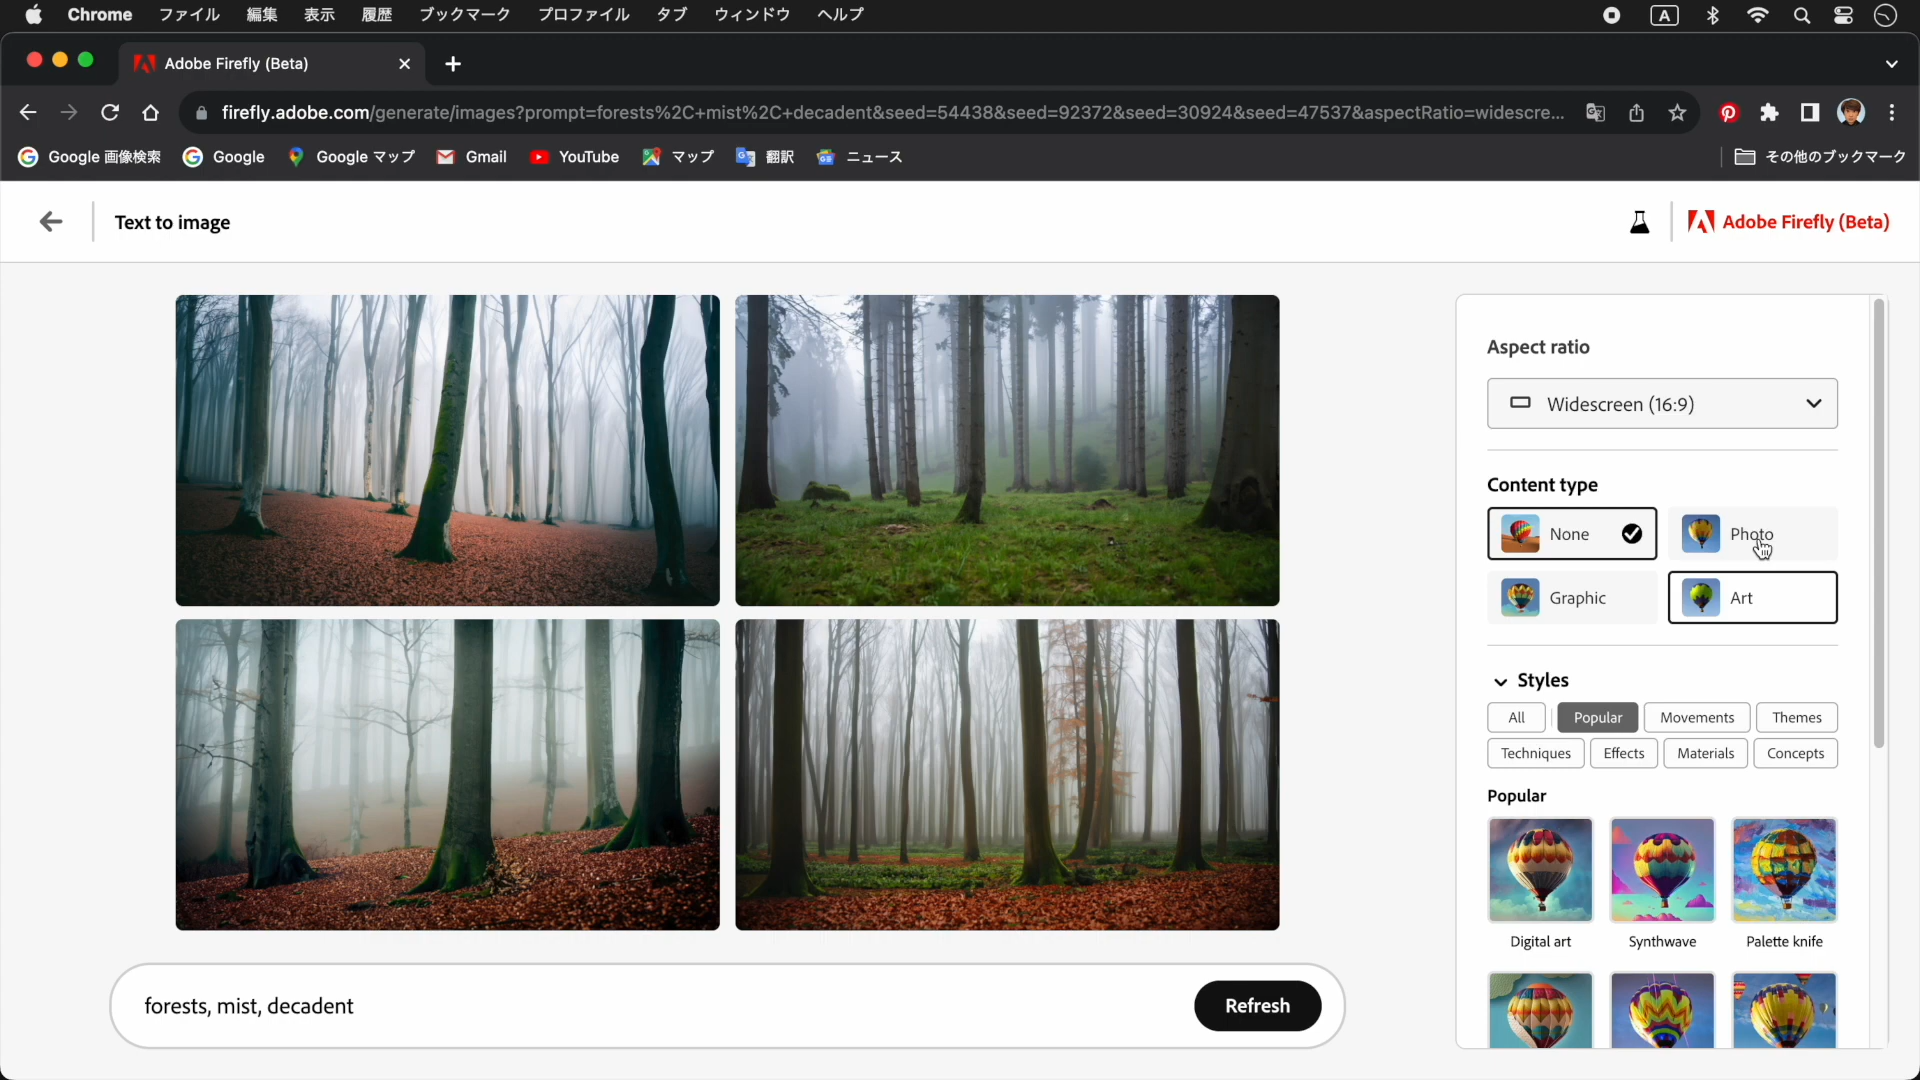 Chrome ファイル 編集 表示 履歴 ブックマーク プロファイル タブ ウィンドウ ヘルプ A
Adobe Firefly (Beta)
firefly.adobe.com/generate/images?prompt=forests%2C+mist%2C+decadent&seed=54438&seed=92372&seed=30924&seed=47537&aspectRatio=widescre...
Google 画像検索 Google Google マップ Gmail YouTube マップ 翻訳 ニュース その他のブックマーク
Text to image Adobe Firefly (Beta)
Aspect ratio
Widescreen (16:9)
Content type
None Photo
Graphic Art
Styles
All Popular Movements Themes
Techniques Effects Materials Concepts
Popular
Digital art Synthwave Palette knife
forests, mist, decadent Refresh